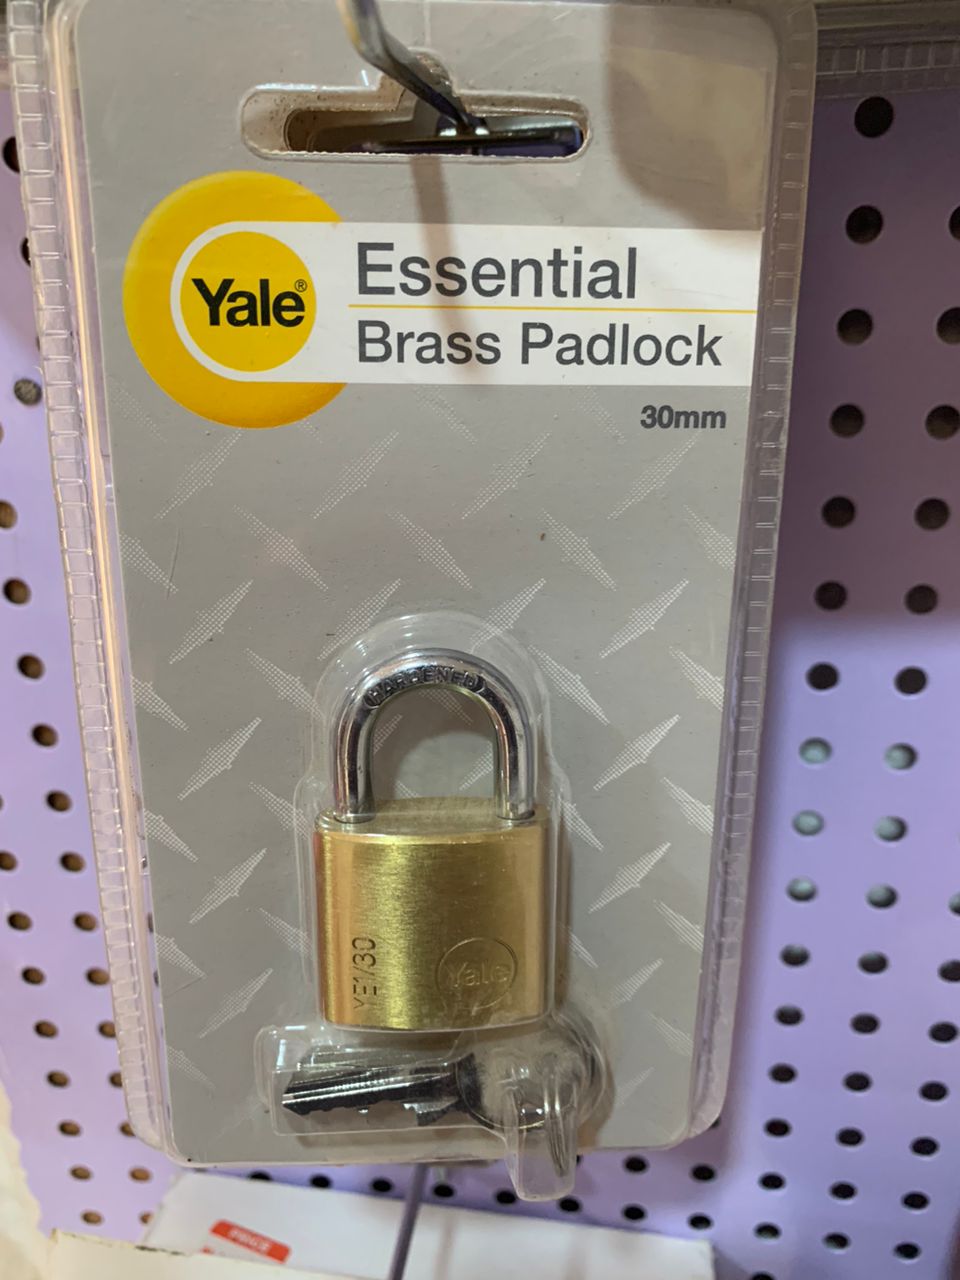 Yale®
Essential
Brass Padlock
30mm
HARDENED
YE1/30
Yale